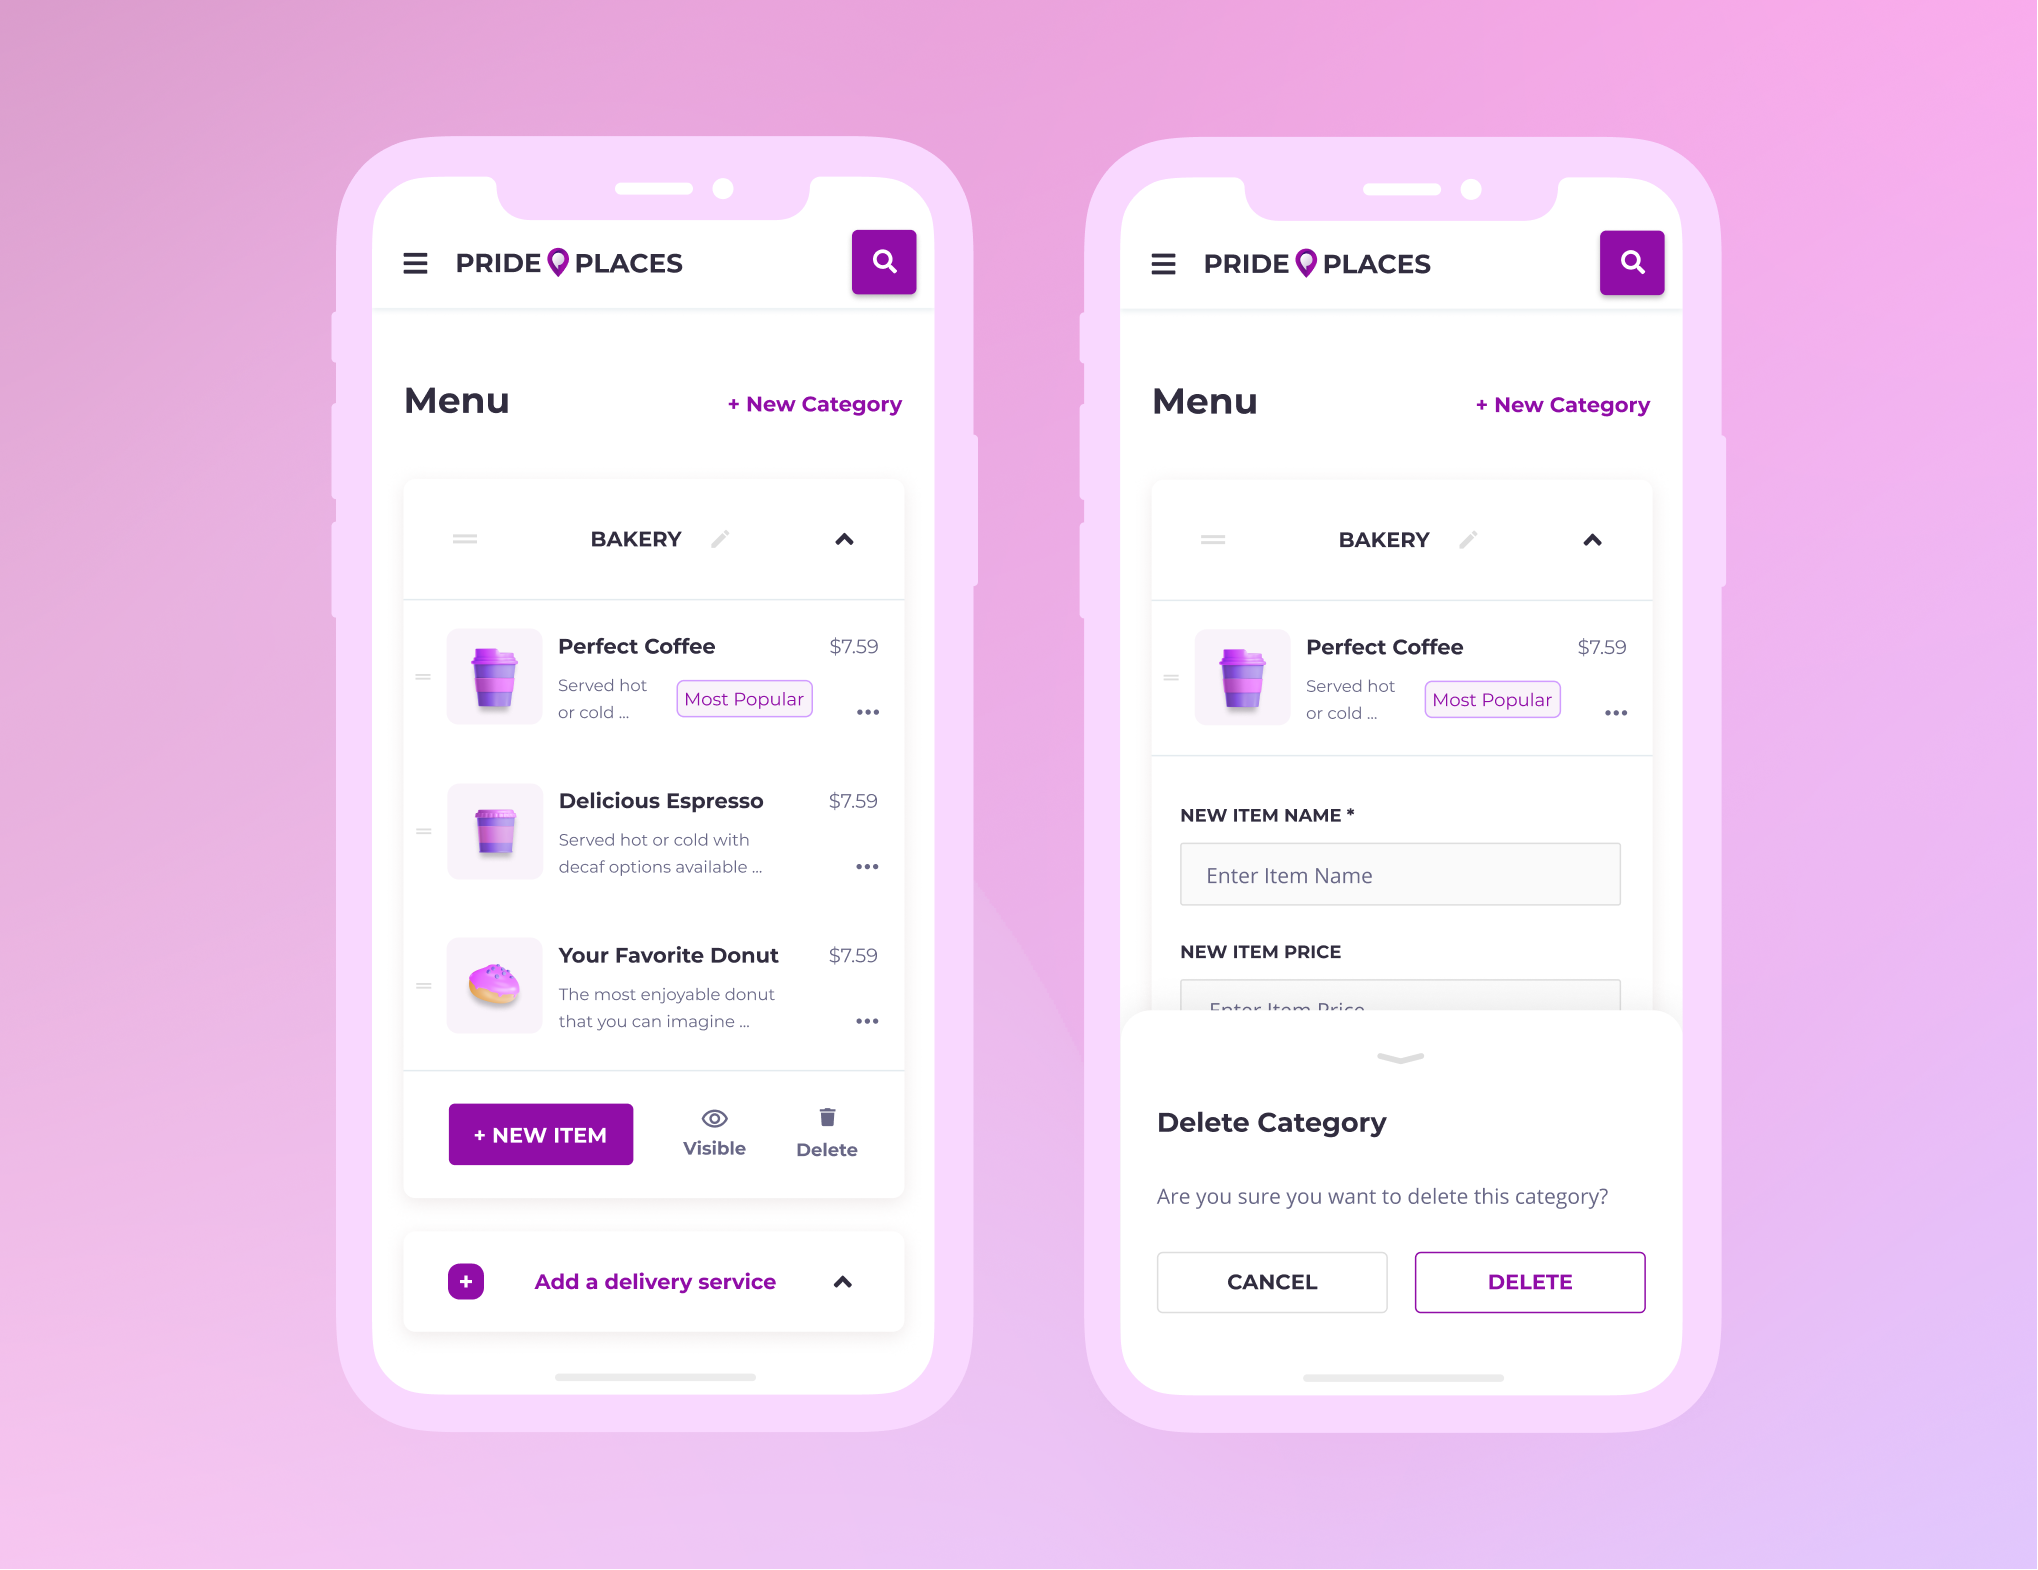 PRIDE PLACES
Menu
+ New Category
BAKERY
Perfect Coffee
$7.59
Served hot
or cold ...
Most Popular
Delicious Espresso
$7.59
Served hot or cold with
decaf options available ...
Your Favorite Donut
$7.59
The most enjoyable donut
that you can imagine ...
+ NEW ITEM
Visible
Delete
+
Add a delivery service
PRIDE PLACES
Menu
+ New Category
BAKERY
Perfect Coffee
$7.59
Served hot
or cold ...
Most Popular
NEW ITEM NAME *
Enter Item Name
NEW ITEM PRICE
Enter Item Price
Delete Category
Are you sure you want to delete this category?
CANCEL
DELETE